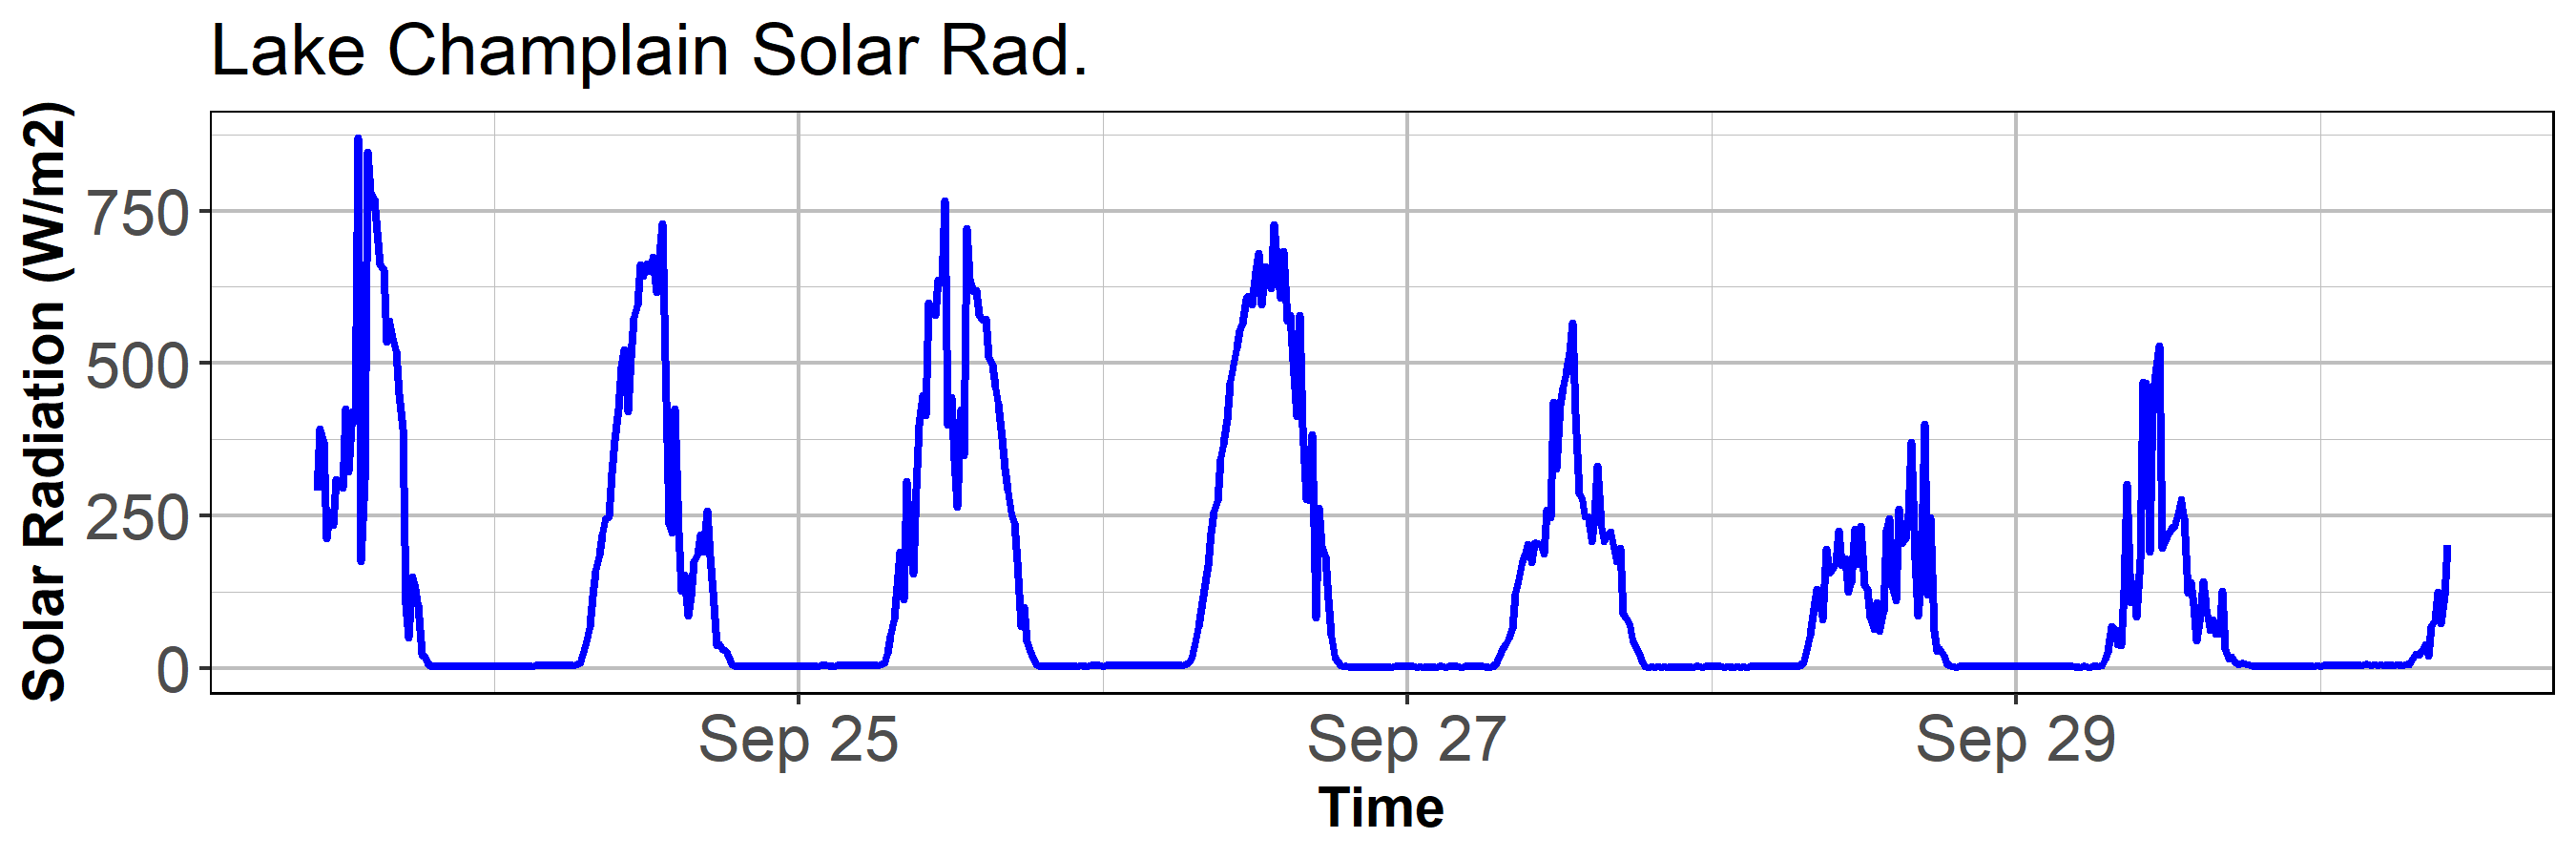 Lake Champlain Solar Rad.
Solar Radiation (W/m2)
750
500
250
0
Sep 25 Sep 27 Sep 29
Time